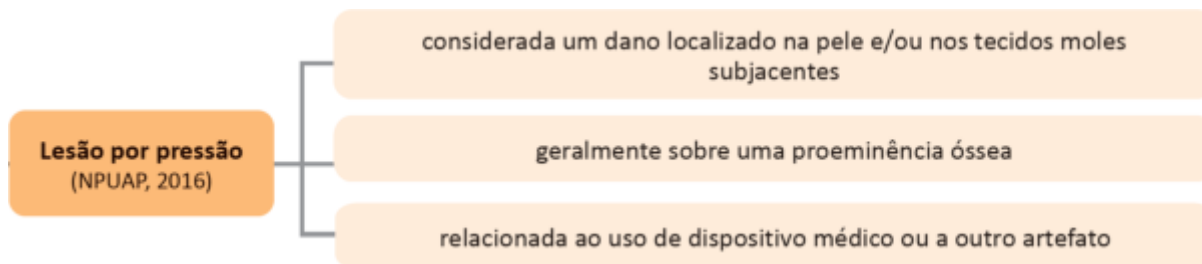 considerada um dano localizado na pele e/ou nos tecidos moles
subjacentes
Lesão por pressão
(NPUAP, 2016)
geralmente sobre uma proeminência óssea
relacionada ao uso de dispositivo médico ou a outro artefato